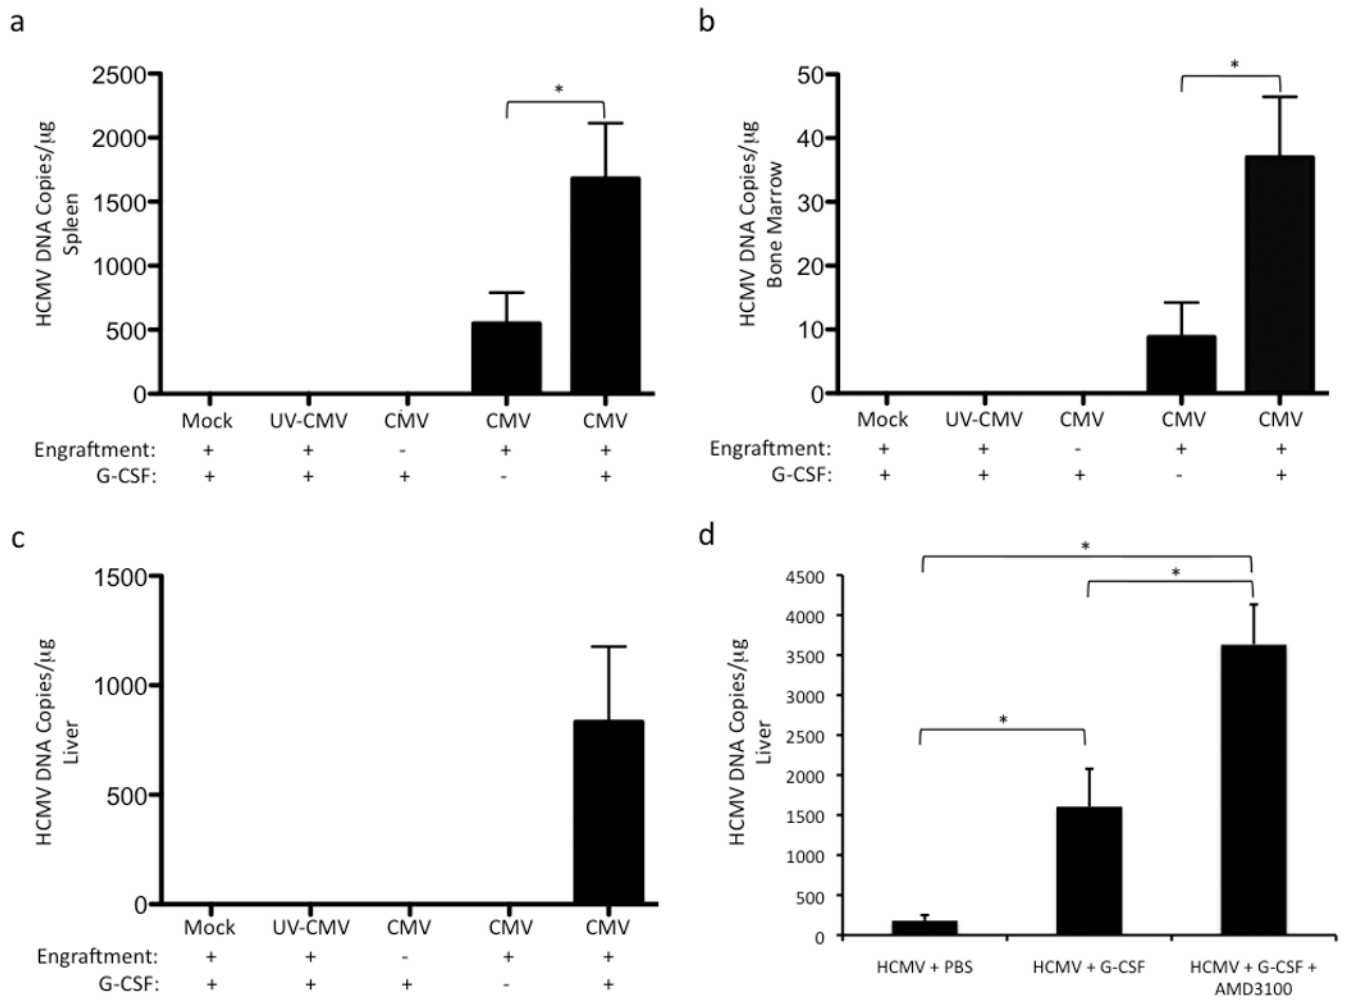 a
HCMV DNA Copies/µg
Spleen
2500
2000
1500
1000
500
0
*
Mock UV-CMV CMV CMV CMV
Engraftment: + + - + +
G-CSF: + + + - +
b
HCMV DNA Copies/µg
Bone Marrow
50
40
30
20
10
0
*
Mock UV-CMV CMV CMV CMV
Engraftment: + + - + +
G-CSF: + + + - +
c
HCMV DNA Copies/µg
Liver
1500
1000
500
0
Mock UV-CMV CMV CMV CMV
Engraftment: + + - + +
G-CSF: + + + - +
d
HCMV DNA Copies/µg
Liver
4500
4000
3500
3000
2500
2000
1500
1000
500
0
*
*
*
HCMV + PBS HCMV + G-CSF HCMV + G-CSF +
AMD3100